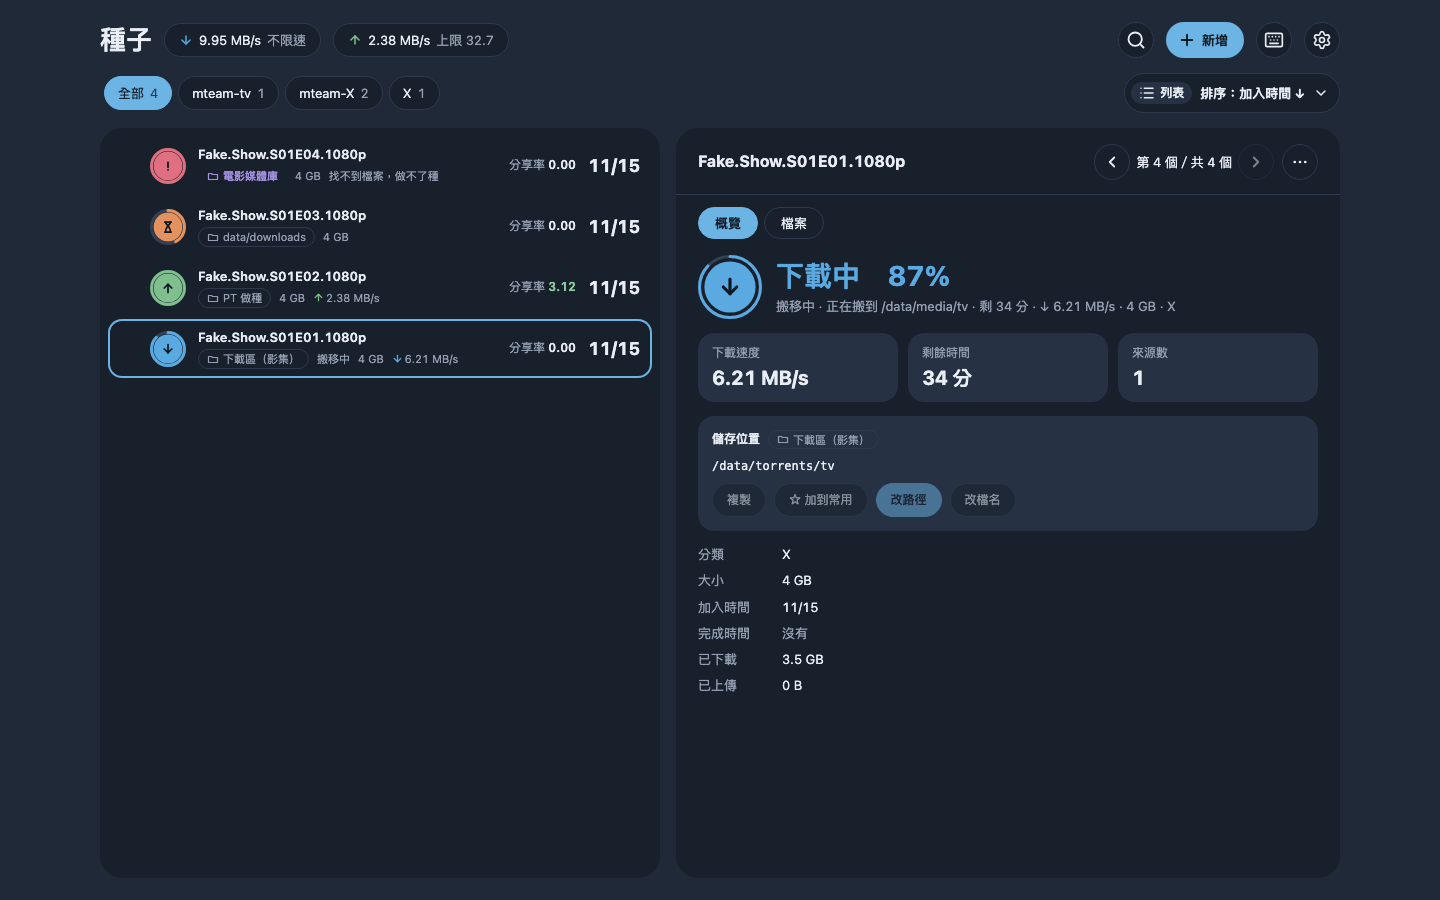 種子 9.95 MB/s 不限速 2.38 MB/s 上限 32.7 新增
全部 4 mteam-tv 1 mteam-X 2 X 1 列表 排序：加入時間
Fake.Show.S01E04.1080p
電影媒體庫 4 GB 找不到檔案，做不了種
分享率 0.00 11/15
Fake.Show.S01E03.1080p
data/downloads 4 GB
分享率 0.00 11/15
Fake.Show.S01E02.1080p
PT 做種 4 GB 2.38 MB/s
分享率 3.12 11/15
Fake.Show.S01E01.1080p
下載區（影集） 搬移中 4 GB 6.21 MB/s
分享率 0.00 11/15
Fake.Show.S01E01.1080p 第 4 個 / 共 4 個
概覽 檔案
下載中 87%
搬移中 · 正在搬到 /data/media/tv · 剩 34 分 · ↓ 6.21 MB/s · 4 GB · X
下載速度
6.21 MB/s
剩餘時間
34 分
來源數
1
儲存位置 下載區（影集）
/data/torrents/tv
複製 加到常用 改路徑 改檔名
分類 X
大小 4 GB
加入時間 11/15
完成時間 沒有
已下載 3.5 GB
已上傳 0 B